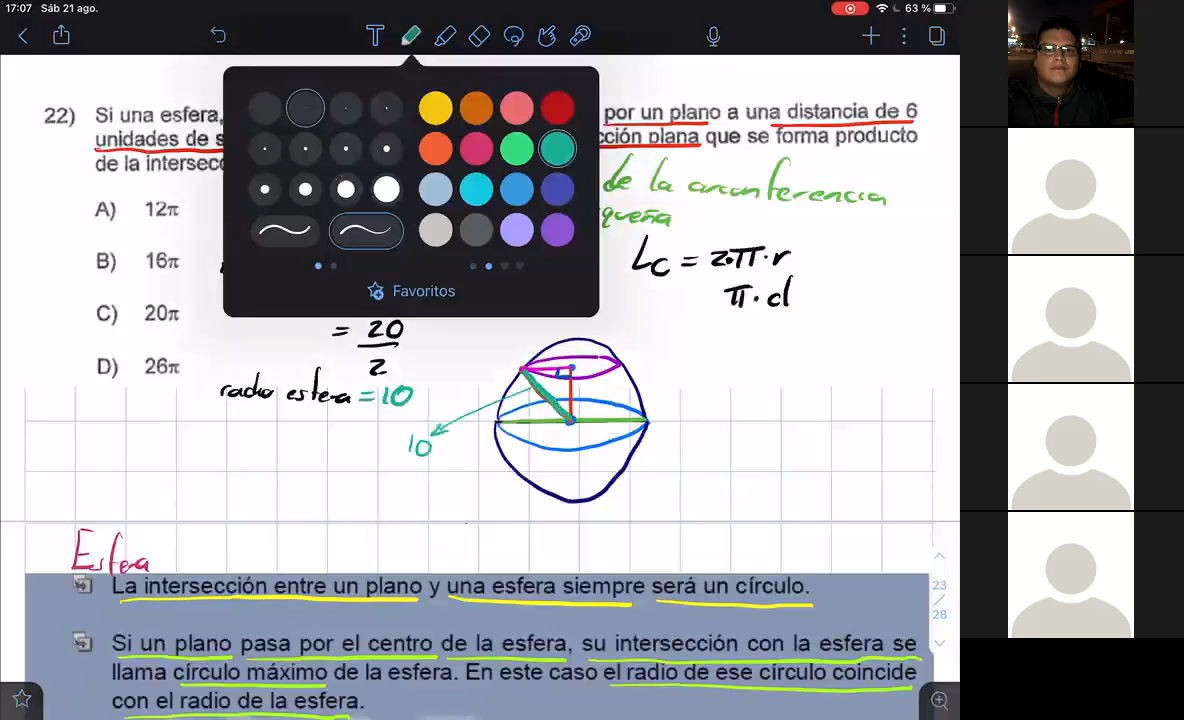 17:07 Sáb 21 ago.
63 %
22) Si una esfera, por un plano a una distancia de 6
unidades de s cción plana que se forma producto
de la intersecc
de la circunferencia
queña
A) 12π
B) 16π
C) 20π
D) 26π
Lc = 2·π·r
π·d
Favoritos
= 20
2
radio esfera = 10
10
Esfera
La intersección entre un plano y una esfera siempre será un círculo.
Si un plano pasa por el centro de la esfera, su intersección con la esfera se
llama círculo máximo de la esfera. En este caso el radio de ese círculo coincide
con el radio de la esfera.
23
/
28